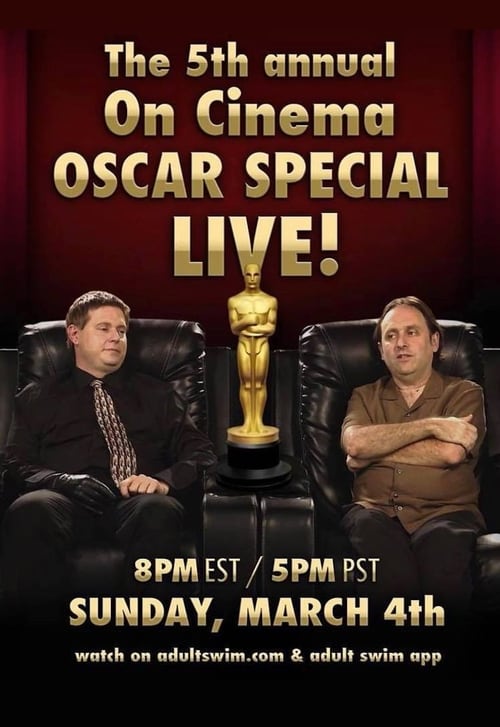 The 5th annual
On Cinema
OSCAR SPECIAL
LIVE!
8PM EST / 5PM PST
SUNDAY, MARCH 4th
watch on adultswim.com & adult swim app